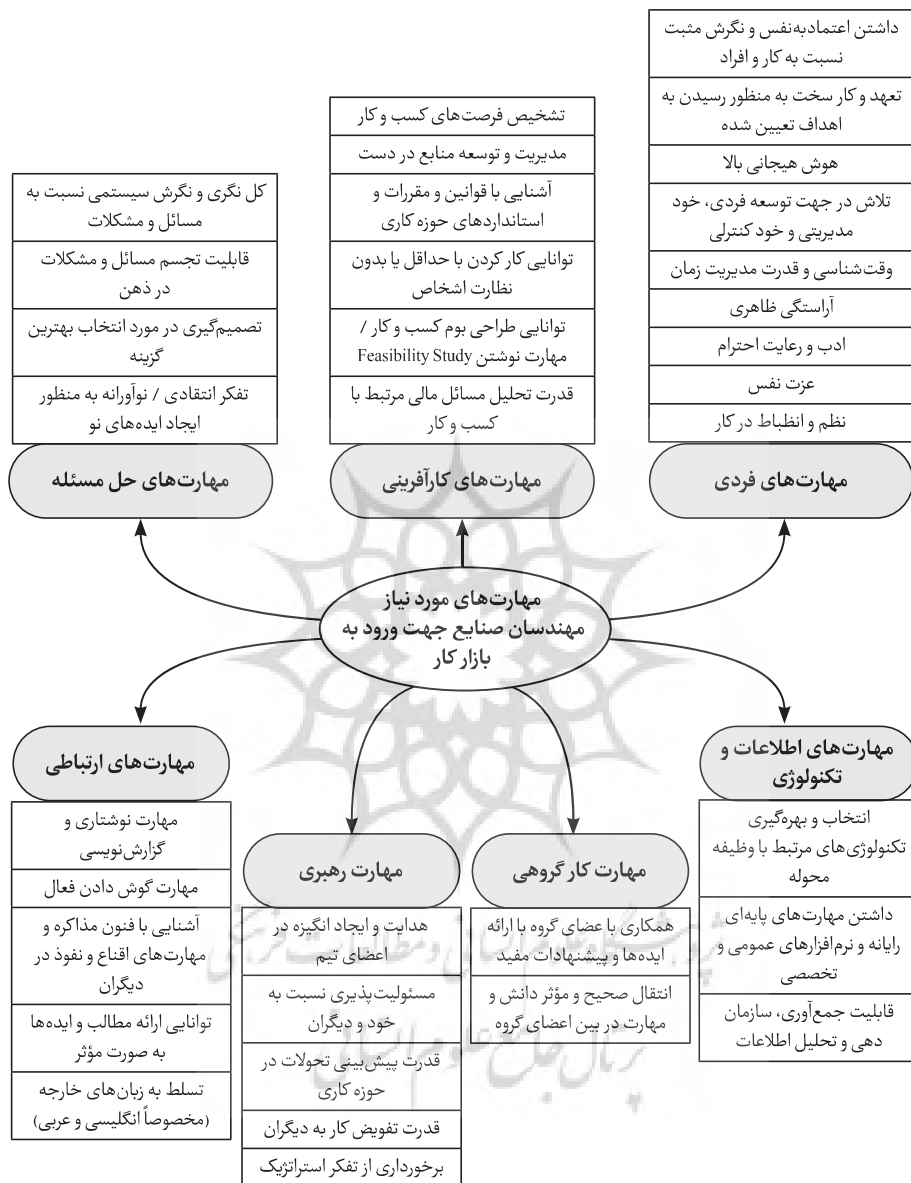 داشتن اعتمادبه‌نفس و نگرش مثبت
نسبت به کار و افراد
تعهد و کار سخت به منظور رسیدن به
اهداف تعیین شده
هوش هیجانی بالا
تلاش در جهت توسعه فردی، خود
مدیریتی و خود کنترلی
وقت‌شناسی و قدرت مدیریت زمان
آراستگی ظاهری
ادب و رعایت احترام
عزت نفس
نظم و انظباط در کار
مهارت‌های فردی
تشخیص فرصت‌های کسب و کار
مدیریت و توسعه منابع در دست
آشنایی با قوانین و مقررات و
استانداردهای حوزه کاری
توانایی کار کردن با حداقل یا بدون
نظارت اشخاص
توانایی طراحی بوم کسب و کار /
مهارت نوشتن Feasibility Study
قدرت تحلیل مسائل مالی مرتبط با
کسب و کار
مهارت‌های کارآفرینی
کل نگری و نگرش سیستمی نسبت به
مسائل و مشکلات
قابلیت تجسم مسائل و مشکلات
در ذهن
تصمیم‌گیری در مورد انتخاب بهترین
گزینه
تفکر انتقادی / نوآورانه به منظور
ایجاد ایده‌های نو
مهارت‌های حل مسئله
مهارت‌های مورد نیاز
مهندسان صنایع جهت ورود به
بازار کار
مهارت‌های اطلاعات و
تکنولوژی
انتخاب و بهره‌گیری
تکنولوژی‌های مرتبط با وظیفه
محوله
داشتن مهارت‌های پایه‌ای
رایانه و نرم‌افزارهای عمومی و
تخصصی
قابلیت جمع‌آوری، سازمان
دهی و تحلیل اطلاعات
مهارت کار گروهی
همکاری با عضای گروه با ارائه
ایده‌ها و پیشنهادات مفید
انتقال صحیح و مؤثر دانش و
مهارت در بین اعضای گروه
مهارت رهبری
هدایت و ایجاد انگیزه در
اعضای تیم
مسئولیت‌پذیری نسبت به
خود و دیگران
قدرت پیش‌بینی تحولات در
حوزه کاری
قدرت تفویض کار به دیگران
برخورداری از تفکر استراتژیک
مهارت‌های ارتباطی
مهارت نوشتاری و
گزارش‌نویسی
مهارت گوش دادن فعال
آشنایی با فنون مذاکره و
مهارت‌های اقناع و نفوذ در
دیگران
توانایی ارائه مطالب و ایده‌ها
به صورت مؤثر
تسلط به زبان‌های خارجه
(مخصوصاً انگلیسی و عربی)
پژوهشگاه علوم انسانی و مطالعات فرهنگی
پرتال جامع علوم انسانی